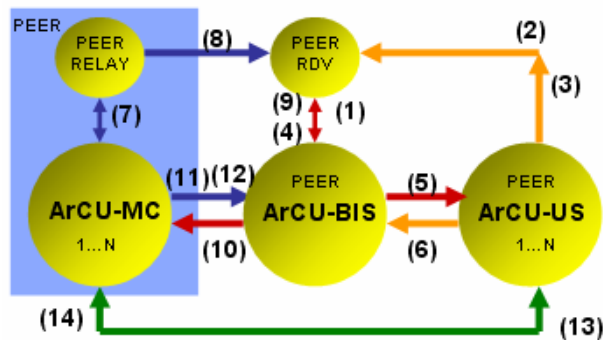 PEER
PEER
RELAY
(8)
PEER
RDV
(2)
(3)
(7)
(9)
(1)
(4)
ArCU-MC
1...N
(11)
(12)
PEER
ArCU-BIS
(5)
PEER
ArCU-US
1...N
(10)
(6)
(14)
(13)